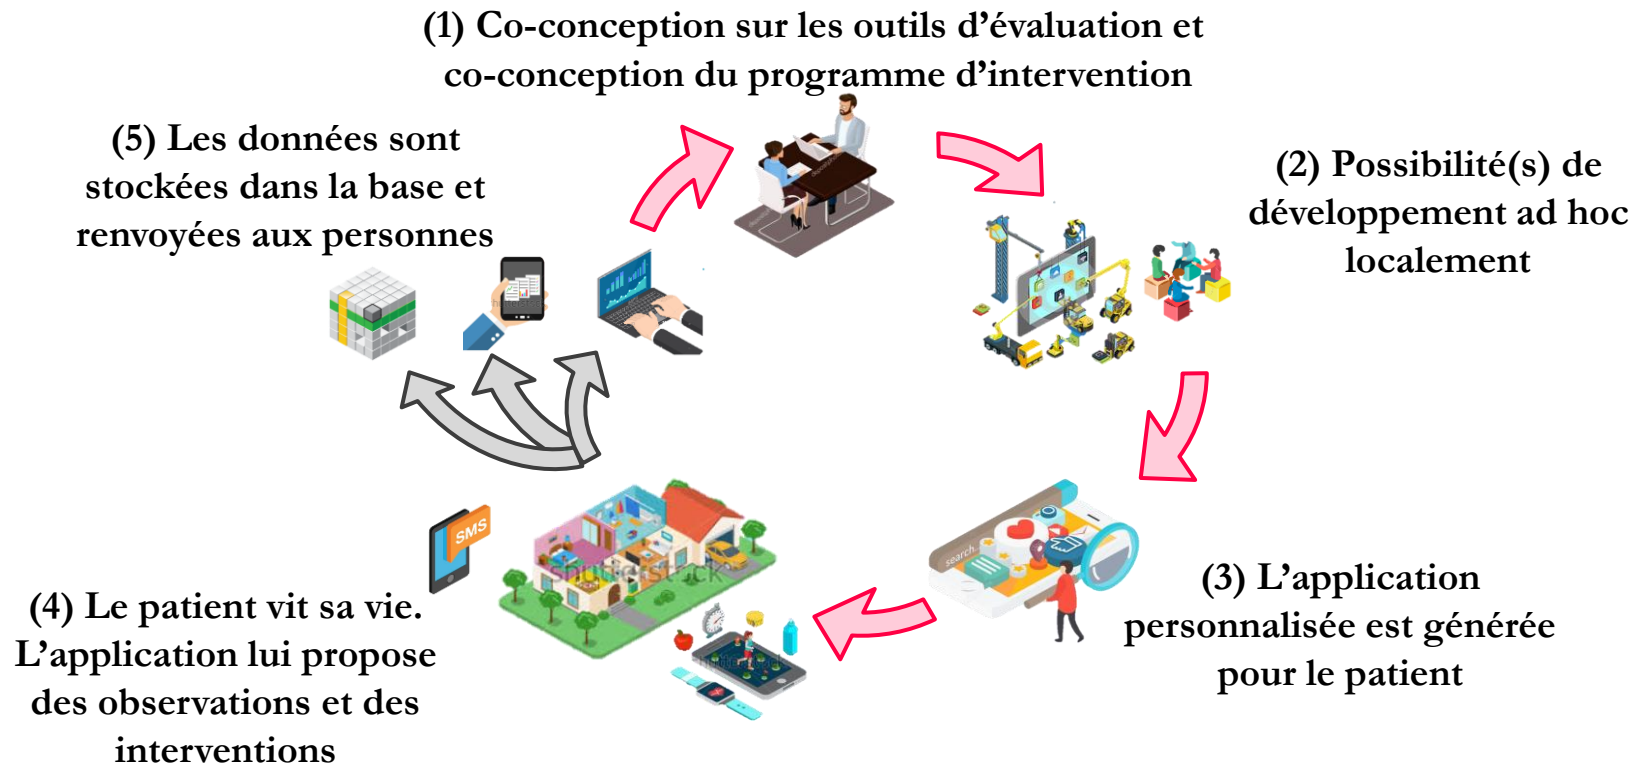 (1) Co-conception sur les outils d’évaluation et
co-conception du programme d’intervention
(5) Les données sont
stockées dans la base et
renvoyées aux personnes
(2) Possibilité(s) de
développement ad hoc
localement
SMS
shutterstock
search
(3) L’application
personnalisée est générée
pour le patient
(4) Le patient vit sa vie.
L’application lui propose
des observations et des
interventions